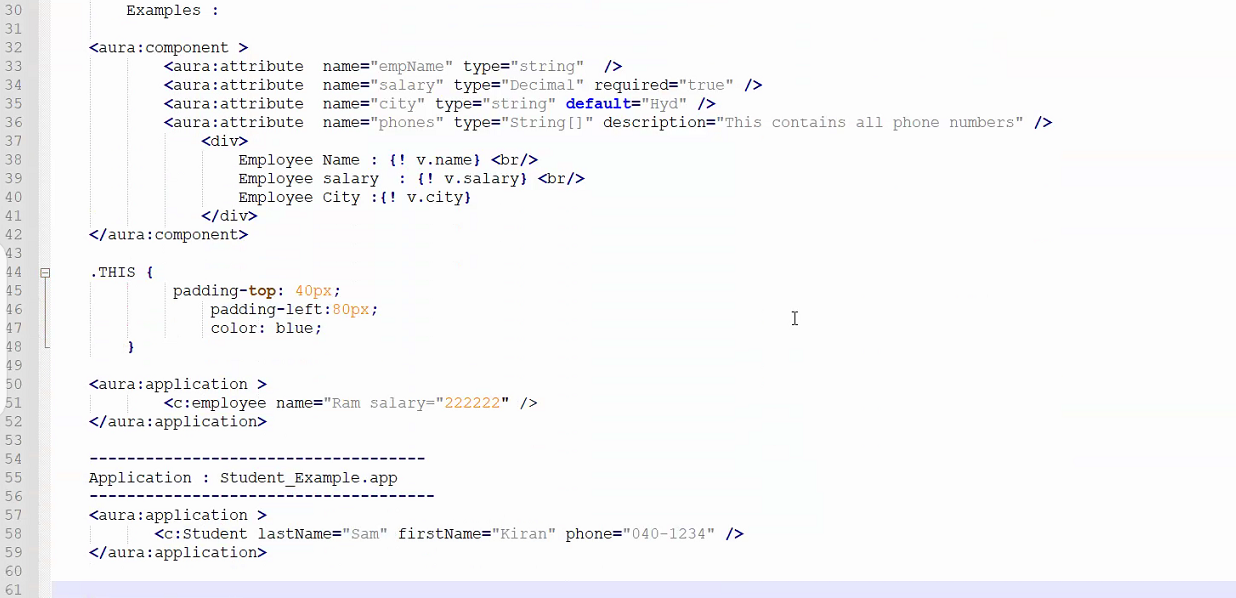 30 Examples :
31
32 <aura:component >
33 <aura:attribute name="empName" type="string" />
34 <aura:attribute name="salary" type="Decimal" required="true" />
35 <aura:attribute name="city" type="string" default="Hyd" />
36 <aura:attribute name="phones" type="String[]" description="This contains all phone numbers" />
37 <div>
38 Employee Name : {! v.name} <br/>
39 Employee salary : {! v.salary} <br/>
40 Employee City :{! v.city}
41 </div>
42 </aura:component>
43
44 .THIS {
45 padding-top: 40px;
46 padding-left:80px;
47 color: blue;
48 }
49
50 <aura:application >
51 <c:employee name="Ram salary="222222" />
52 </aura:application>
53
54 ------------------------------------
55 Application : Student_Example.app
56 -------------------------------------
57 <aura:application >
58 <c:Student lastName="Sam" firstName="Kiran" phone="040-1234" />
59 </aura:application>
60
61